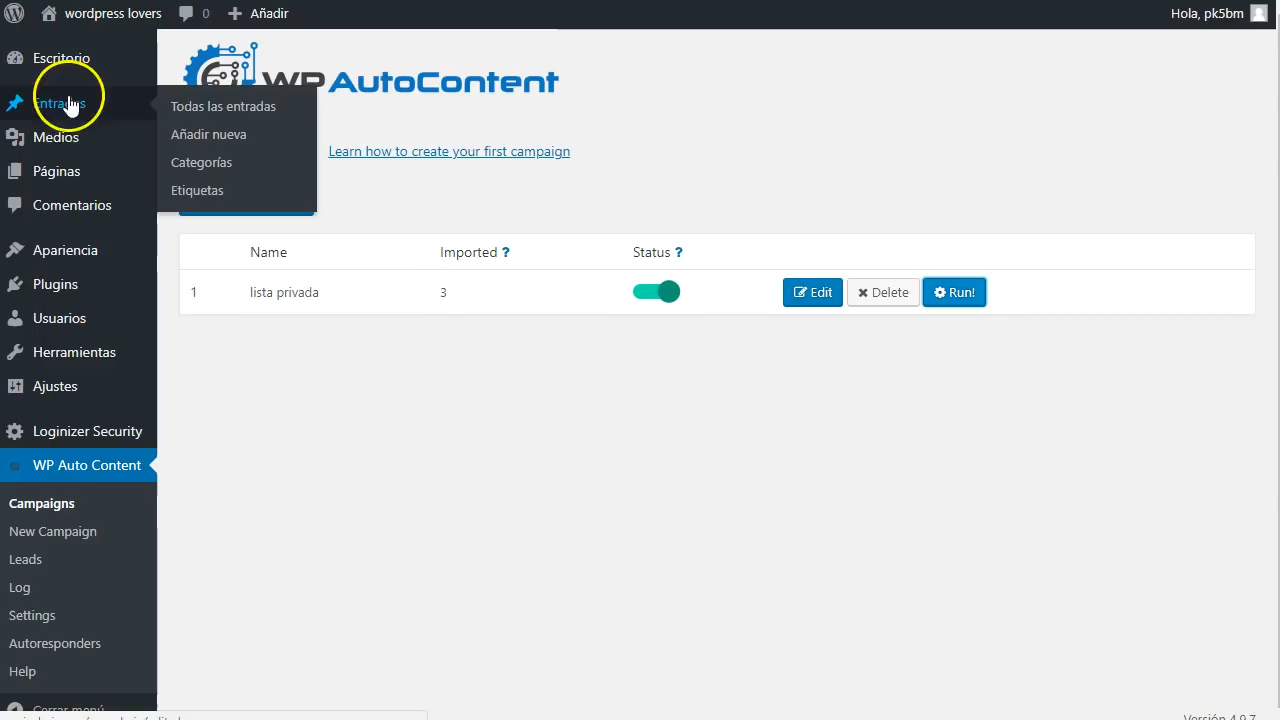 wordpress lovers 0 Añadir Hola, pk5bm
Escritorio
Entradas
Medios
Páginas
Comentarios
Apariencia
Plugins
Usuarios
Herramientas
Ajustes
Loginizer Security
WP Auto Content
Campaigns
New Campaign
Leads
Log
Settings
Autoresponders
Help
Cerrar menú
Todas las entradas
Añadir nueva
Categorías
Etiquetas
WP AutoContent
Learn how to create your first campaign
Name Imported ? Status ?
1 lista privada 3 Edit Delete Run!
Versión 4.9.7